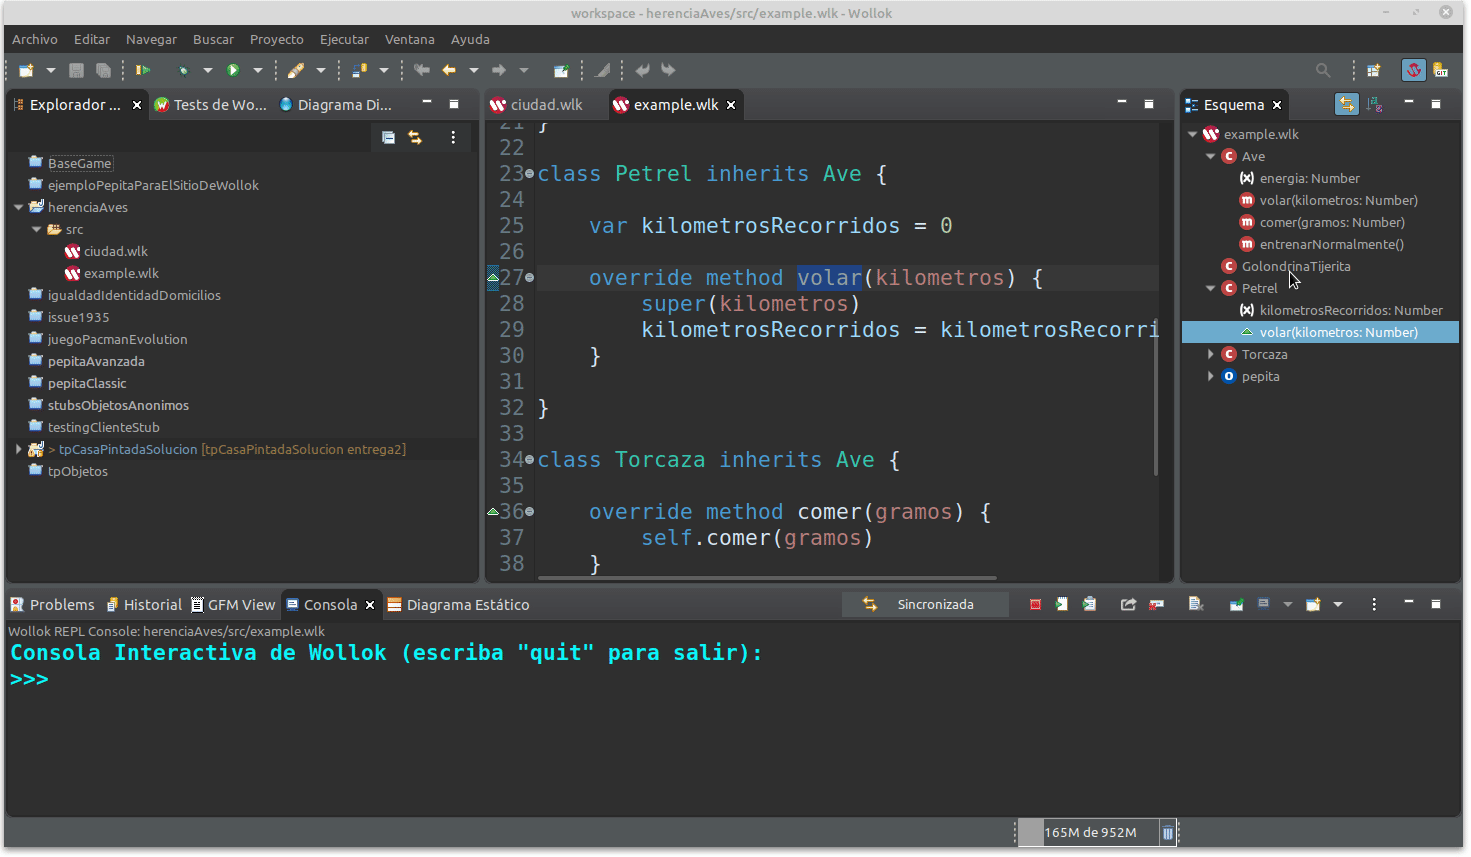 workspace - herenciaAves/src/example.wlk - Wollok
Archivo Editar Navegar Buscar Proyecto Ejecutar Ventana Ayuda
Explorador ... Tests de Wo... Diagrama Di...
BaseGame
ejemploPepitaParaElSitioDeWollok
herenciaAves
src
ciudad.wlk
example.wlk
igualdadIdentidadDomicilios
issue1935
juegoPacmanEvolution
pepitaAvanzada
pepitaClassic
stubsObjetosAnonimos
testingClienteStub
> tpCasaPintadaSolucion [tpCasaPintadaSolucion entrega2]
tpObjetos
ciudad.wlk example.wlk
21 }
22
23 class Petrel inherits Ave {
24
25 var kilometrosRecorridos = 0
26
27 override method volar(kilometros) {
28 super(kilometros)
29 kilometrosRecorridos = kilometrosRecorri
30 }
31
32 }
33
34 class Torcaza inherits Ave {
35
36 override method comer(gramos) {
37 self.comer(gramos)
38 }
Esquema
example.wlk
C Ave
(x) energia: Number
m volar(kilometros: Number)
m comer(gramos: Number)
m entrenarNormalmente()
C GolondrinaTijerita
C Petrel
(x) kilometrosRecorridos: Number
volar(kilometros: Number)
C Torcaza
O pepita
Problems Historial GFM View Consola Diagrama Estático
Sincronizada
Wollok REPL Console: herenciaAves/src/example.wlk
Consola Interactiva de Wollok (escriba "quit" para salir):
>>>
165M de 952M